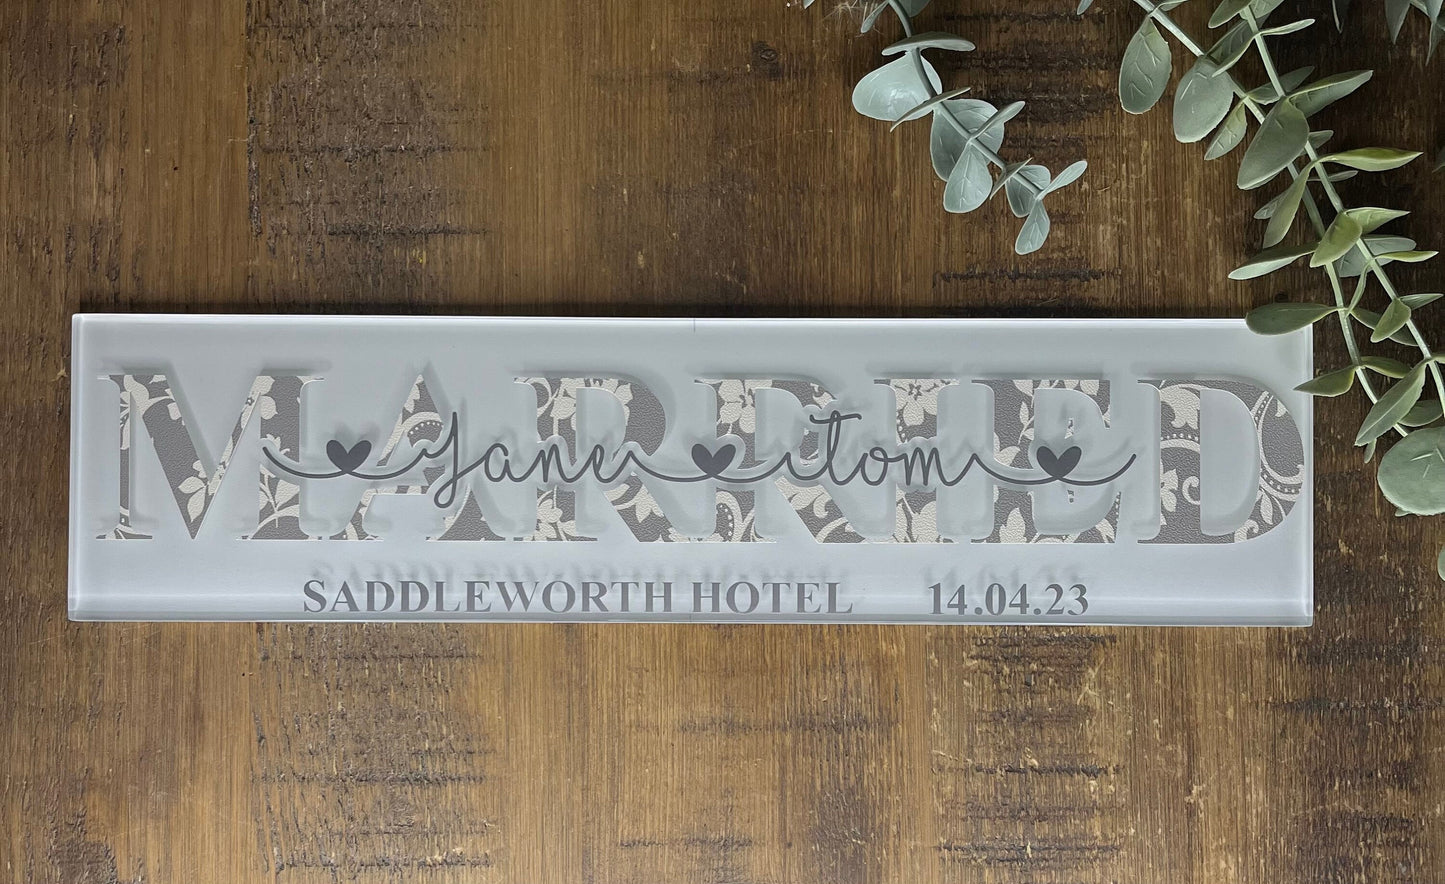 MARRIED
Jane tom
SADDLEWORTH HOTEL 14.04.23